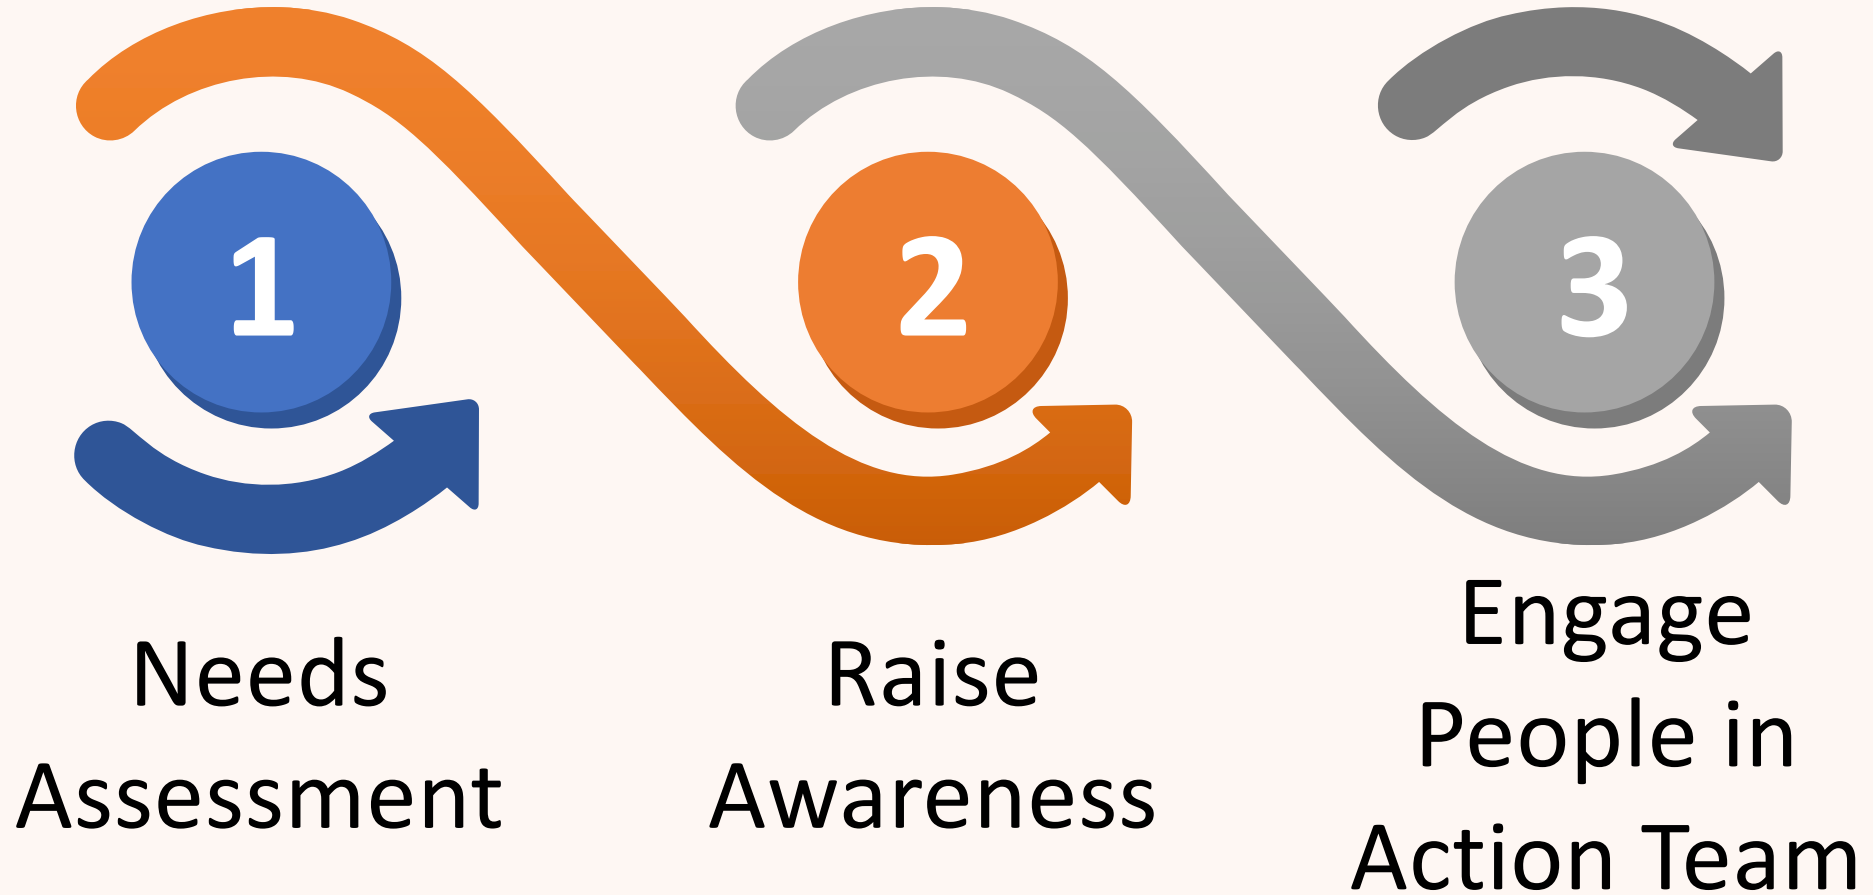 1
2
3
Needs
Assessment
Raise
Awareness
Engage
People in
Action Team